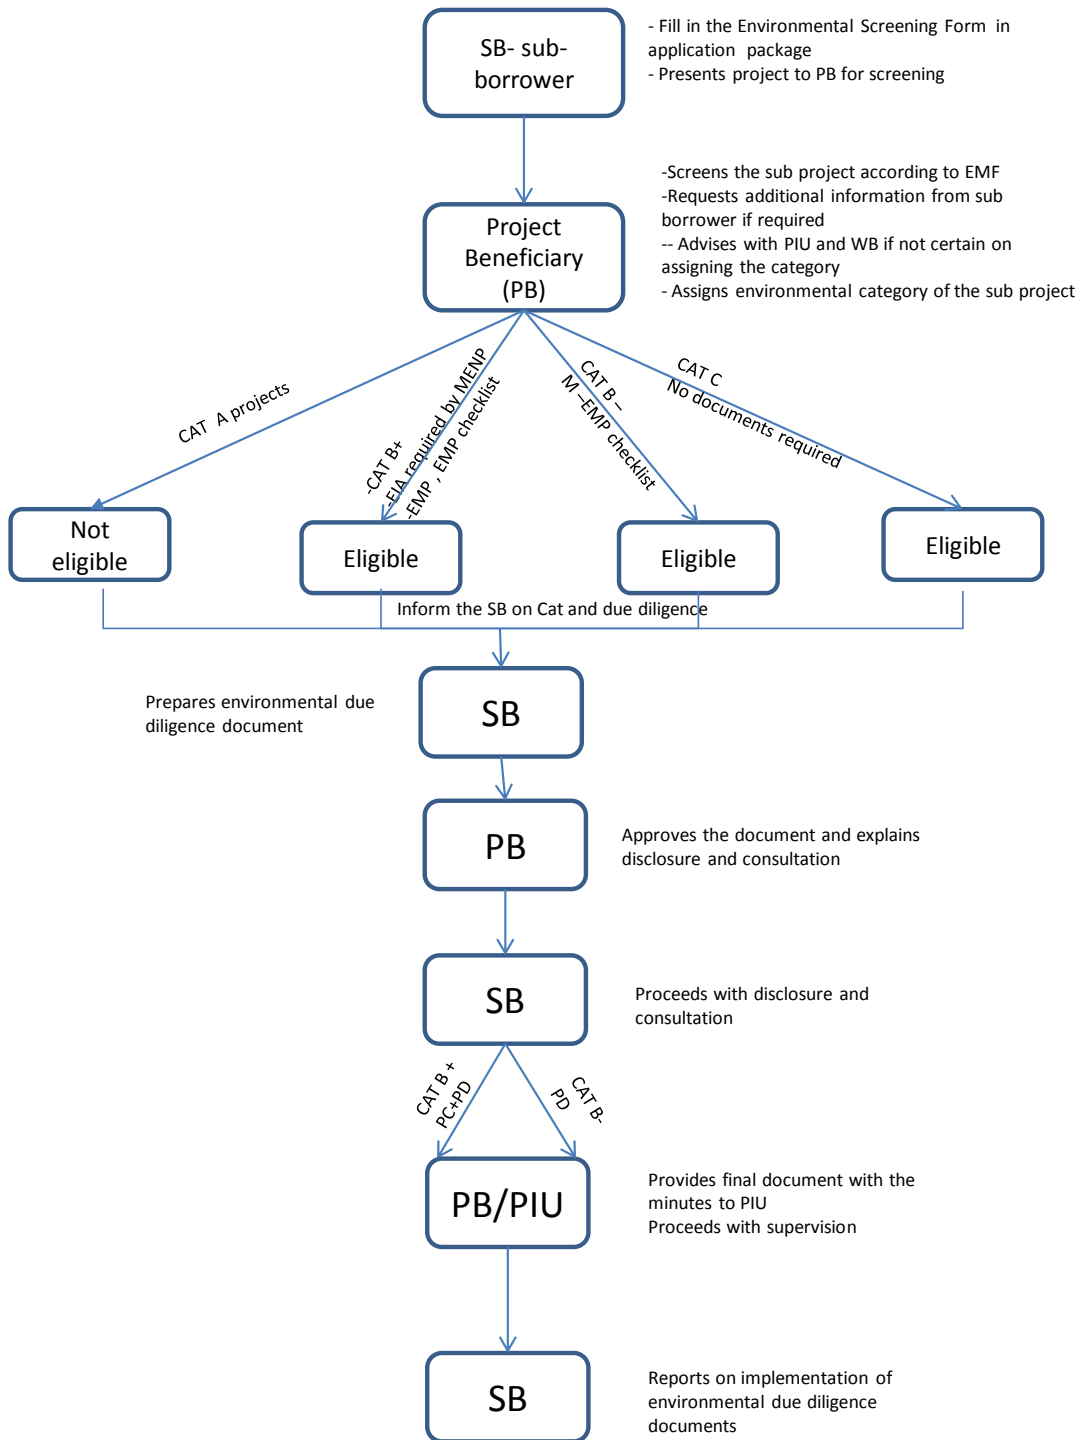 SB- sub-
borrower
- Fill in the Environmental Screening Form in
application package
- Presents project to PB for screening
Project
Beneficiary
(PB)
-Screens the sub project according to EMF
-Requests additional information from sub
borrower if required
-- Advises with PIU and WB if not certain on
assigning the category
- Assigns environmental category of the sub project
CAT A projects
-CAT B+
-EIA required by MENP
-EMP , EMP checklist
CAT B –
M –EMP checklist
CAT C
No documents required
Not
eligible
Eligible
Eligible
Eligible
Inform the SB on Cat and due diligence
Prepares environmental due
diligence document
SB
PB
Approves the document and explains
disclosure and consultation
SB
Proceeds with disclosure and
consultation
CAT B +
PC+PD
CAT B-
PD
PB/PIU
Provides final document with the
minutes to PIU
Proceeds with supervision
SB
Reports on implementation of
environmental due diligence
documents